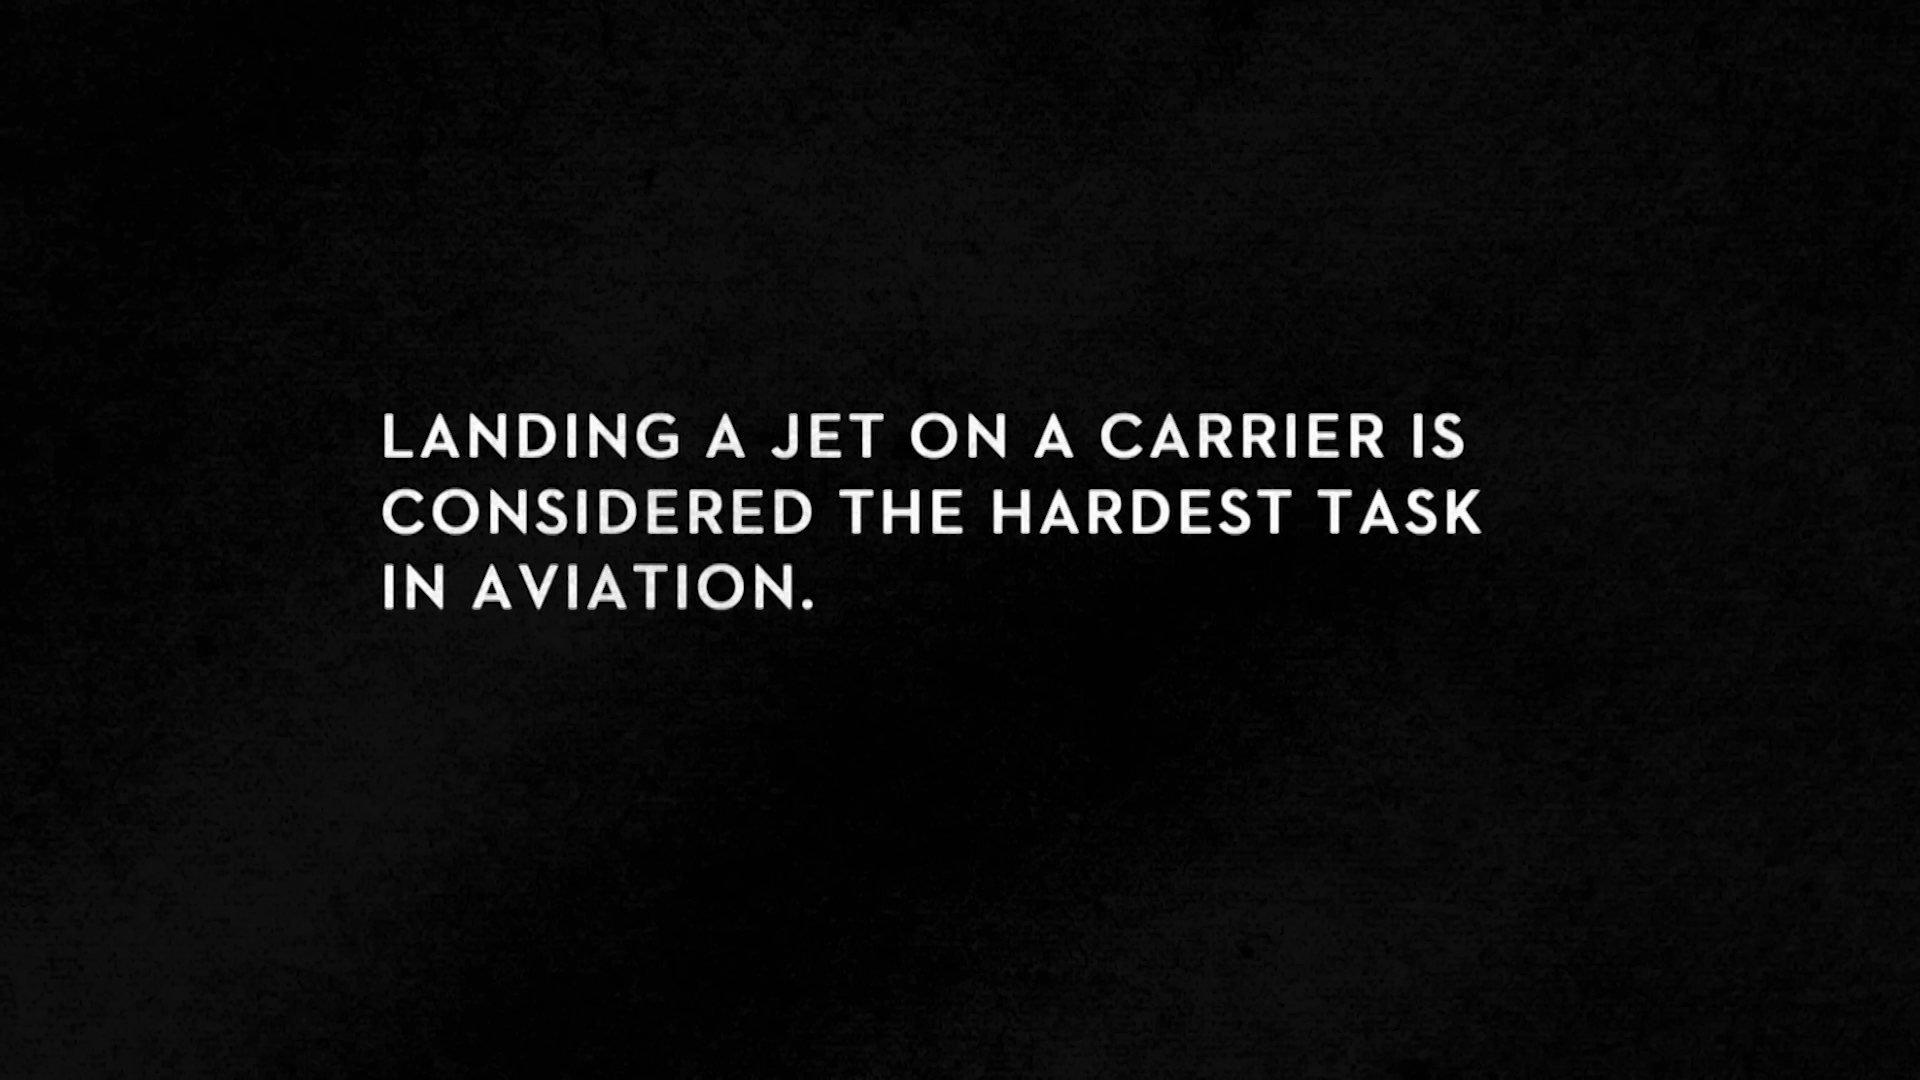 LANDING A JET ON A CARRIER IS
CONSIDERED THE HARDEST TASK
IN AVIATION.